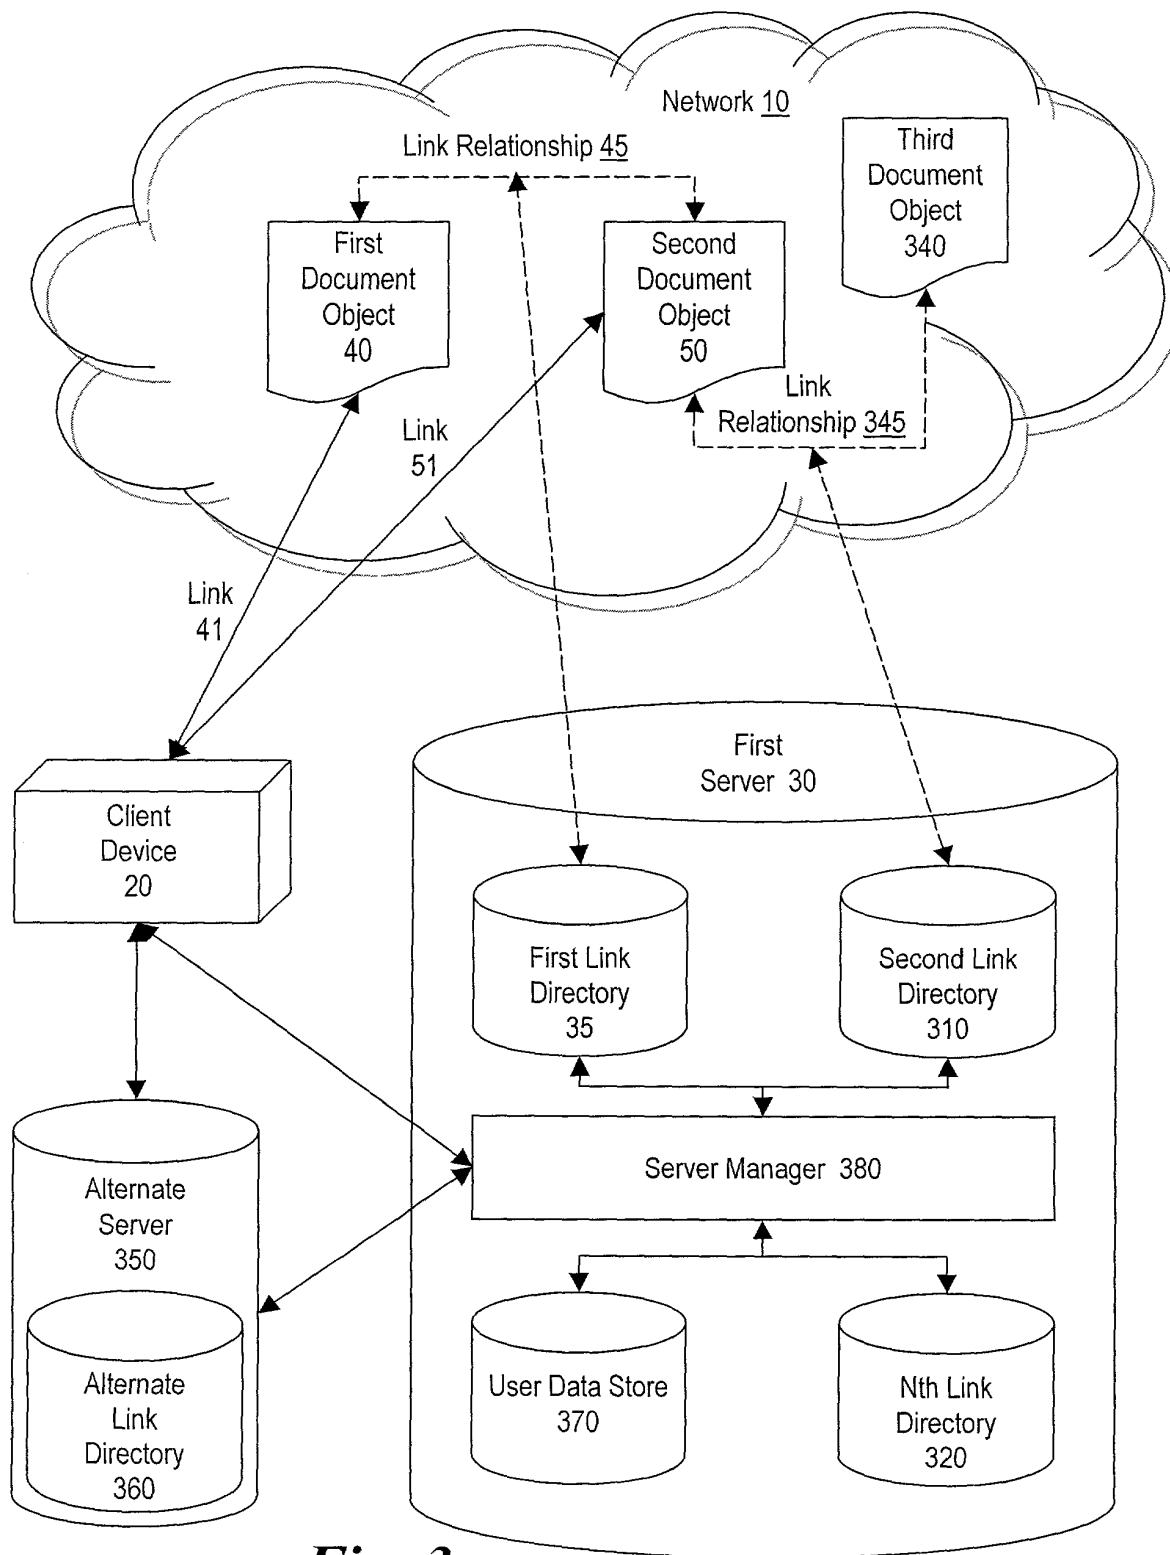 Network 10
Link Relationship 45
Third
Document
Object
340
First
Document
Object
40
Second
Document
Object
50
Link
Relationship 345
Link
51
Link
41
First
Server 30
Client
Device
20
First Link
Directory
35
Second Link
Directory
310
Server Manager 380
Alternate
Server
350
Alternate
Link
Directory
360
User Data Store
370
Nth Link
Directory
320